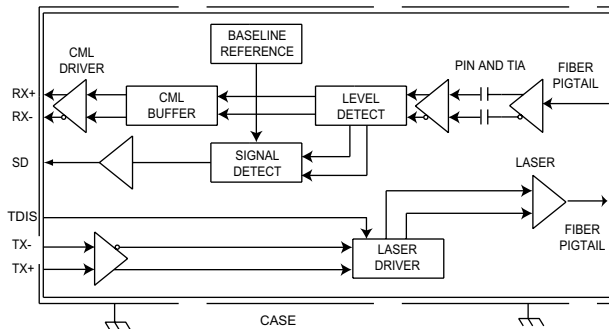 BASELINE
REFERENCE
CML
DRIVER
PIN AND TIA
FIBER
PIGTAIL
RX+
RX-
CML
BUFFER
LEVEL
DETECT
SD
SIGNAL
DETECT
LASER
TDIS
TX-
TX+
LASER
DRIVER
FIBER
PIGTAIL
CASE